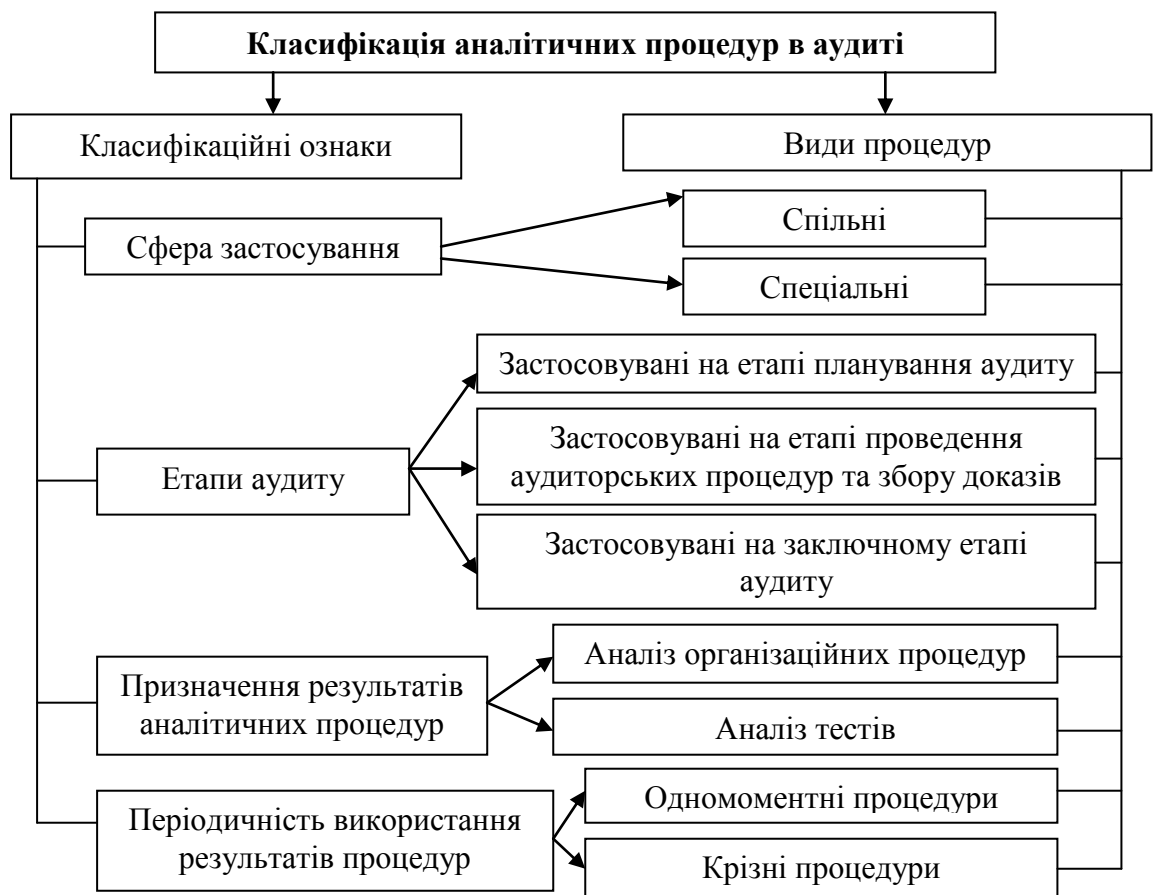 Класифікація аналітичних процедур в аудиті
Класифікаційні ознаки
Види процедур
Сфера застосування
Спільні
Спеціальні
Етапи аудиту
Застосовувані на етапі планування аудиту
Застосовувані на етапі проведення
аудиторських процедур та збору доказів
Застосовувані на заключному етапі
аудиту
Призначення результатів
аналітичних процедур
Аналіз організаційних процедур
Аналіз тестів
Періодичність використання
результатів процедур
Одномоментні процедури
Крізні процедури